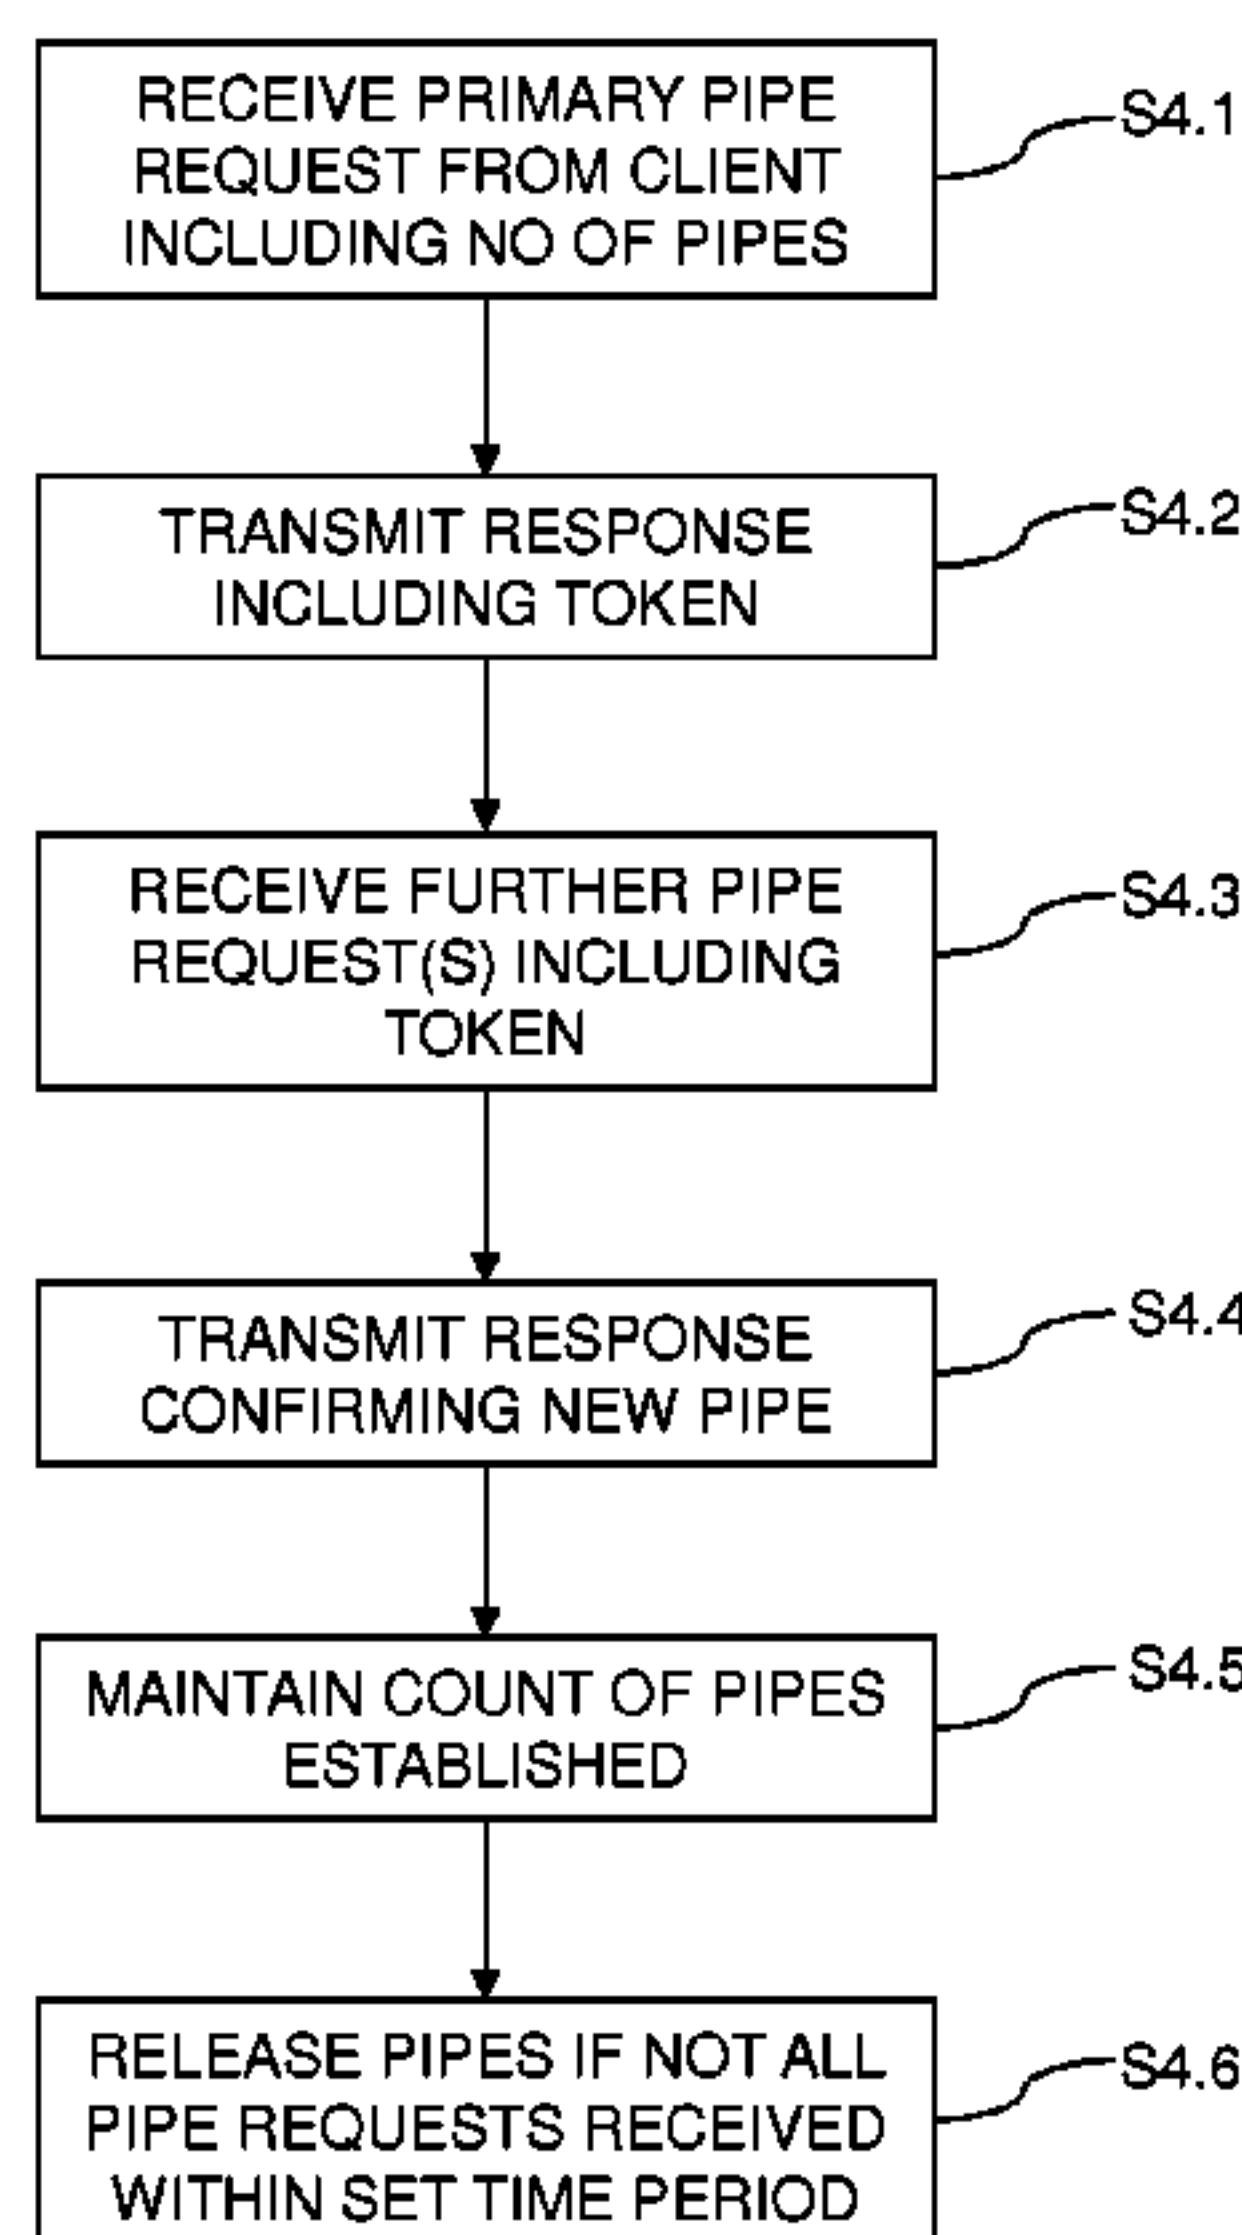 RECEIVE PRIMARY PIPE
REQUEST FROM CLIENT
INCLUDING NO OF PIPES
S4.1
TRANSMIT RESPONSE
INCLUDING TOKEN
S4.2
RECEIVE FURTHER PIPE
REQUEST(S) INCLUDING
TOKEN
S4.3
TRANSMIT RESPONSE
CONFIRMING NEW PIPE
S4.4
MAINTAIN COUNT OF PIPES
ESTABLISHED
S4.5
RELEASE PIPES IF NOT ALL
PIPE REQUESTS RECEIVED
WITHIN SET TIME PERIOD
S4.6